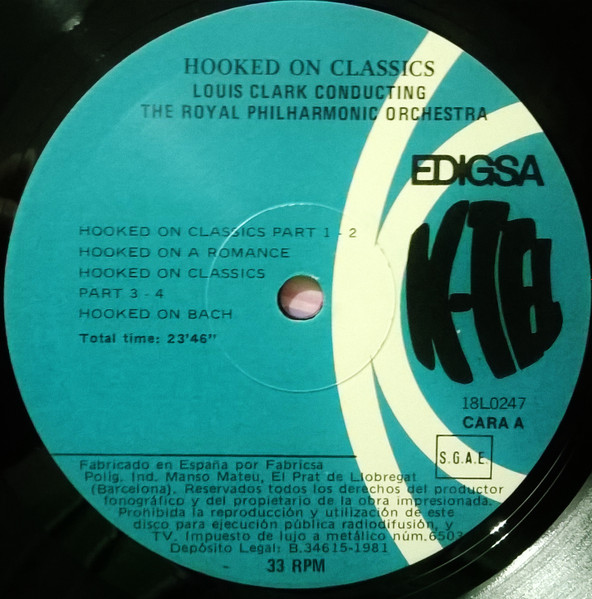 HOOKED ON CLASSICS
LOUIS CLARK CONDUCTING
THE ROYAL PHILHARMONIC ORCHESTRA
EDIGSA
K-TEL
HOOKED ON CLASSICS PART 1 - 2
HOOKED ON A ROMANCE
HOOKED ON CLASSICS
PART 3 - 4
HOOKED ON BACH
Total time: 23'46"
18L0247
CARA A
S.G.A.E.
Fabricado en España por Fabricsa
Polig. Ind. Manso Mateu, El Prat de Llobregat
(Barcelona). Reservados todos los derechos del productor
fonográfico y del propietario de la obra impresionada.
Prohibida la reproducción y utilización de este
disco para ejecución pública radiodifusión, y
TV. Impuesto de lujo a metálico núm. 6503
Depósito Legal: B.34615-1981
33 RPM